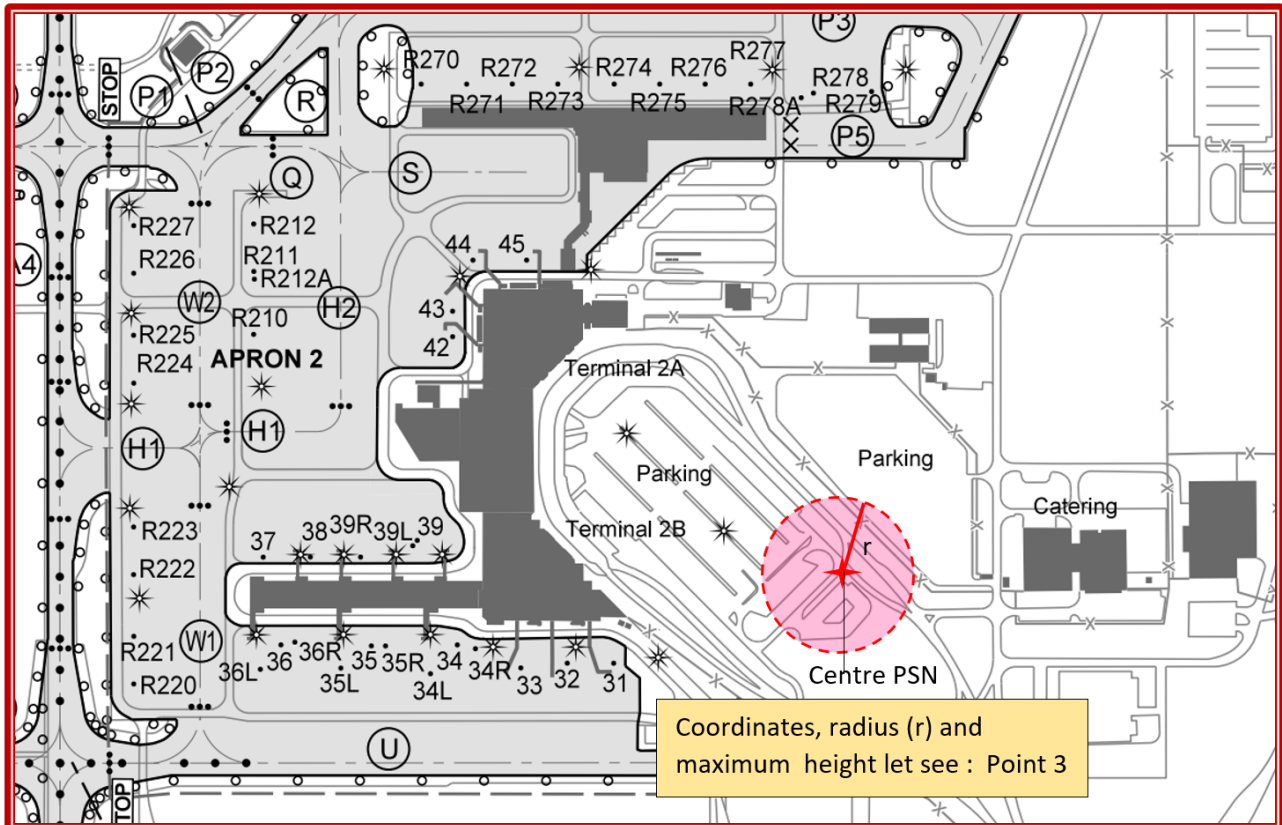 P3
R270
R272
R274
R276
R277
R278
R271
R273
R275
R278A
R279
P5
STOP
P1
P2
R
Q
S
R227
R212
R226
R211
R212A
44
45
W2
H2
43
42
R225
R210
R224
APRON 2
H1
H1
A4
Terminal 2A
Parking
Parking
Terminal 2B
Catering
R223
R222
37
38
39R
39L
39
R221
R220
W1
36L
36
36R
35L
35
35R
34L
34
34R
33
32
31
r
Centre PSN
Coordinates, radius (r) and
maximum height let see : Point 3
U